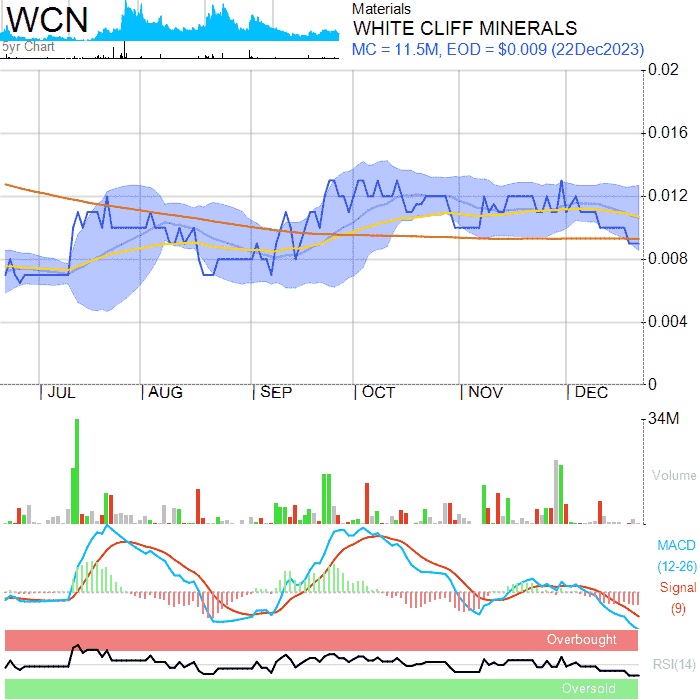 WCN
5yr Chart
Materials
WHITE CLIFF MINERALS
MC = 11.5M, EOD = $0.009 (22Dec2023)
0.02
0.016
0.012
0.008
0.004
0
JUL
AUG
SEP
OCT
NOV
DEC
34M
Volume
MACD
(12-26)
Signal
(9)
Overbought
RSI(14)
Oversold